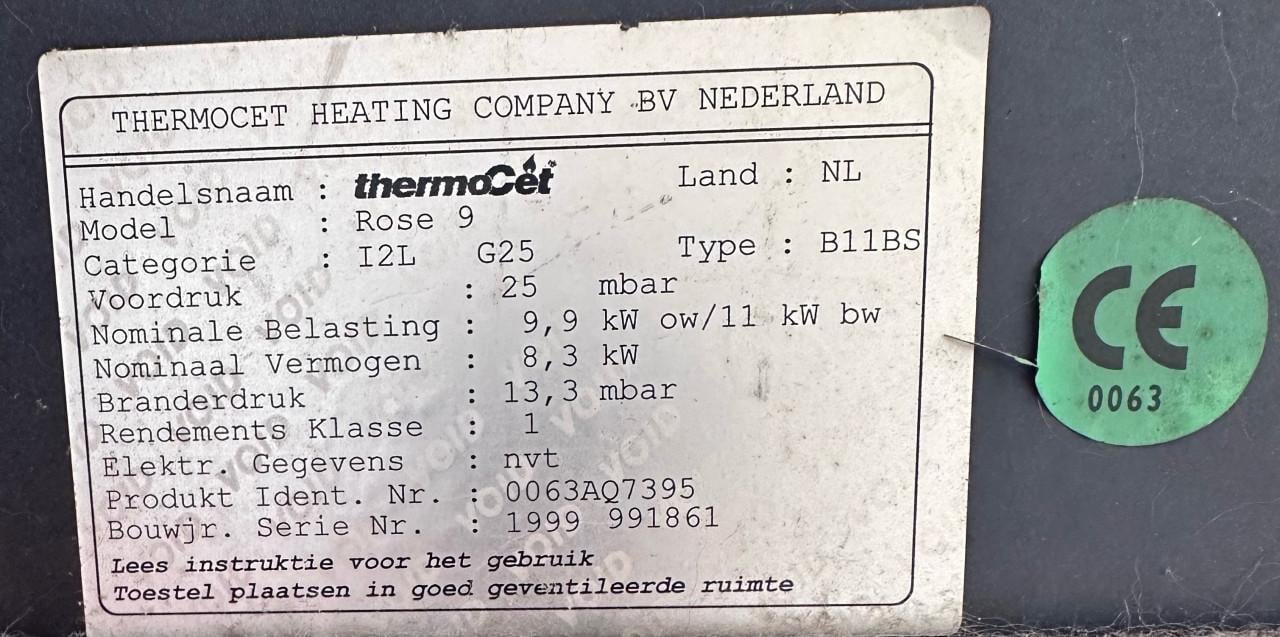 THERMOCET HEATING COMPANY BV NEDERLAND
Handelsnaam : thermocet Land : NL
Model : Rose 9
Categorie : I2L G25 Type : B11BS
Voordruk : 25 mbar
Nominale Belasting : 9,9 kW ow/11 kW bw
Nominaal Vermogen : 8,3 kW
Branderdruk : 13,3 mbar
Rendements Klasse : 1
Elektr. Gegevens : nvt
Produkt Ident. Nr. : 0063AQ7395
Bouwjr. Serie Nr. : 1999 991861
Lees instruktie voor het gebruik
Toestel plaatsen in goed geventileerde ruimte
CE
0063
VOID